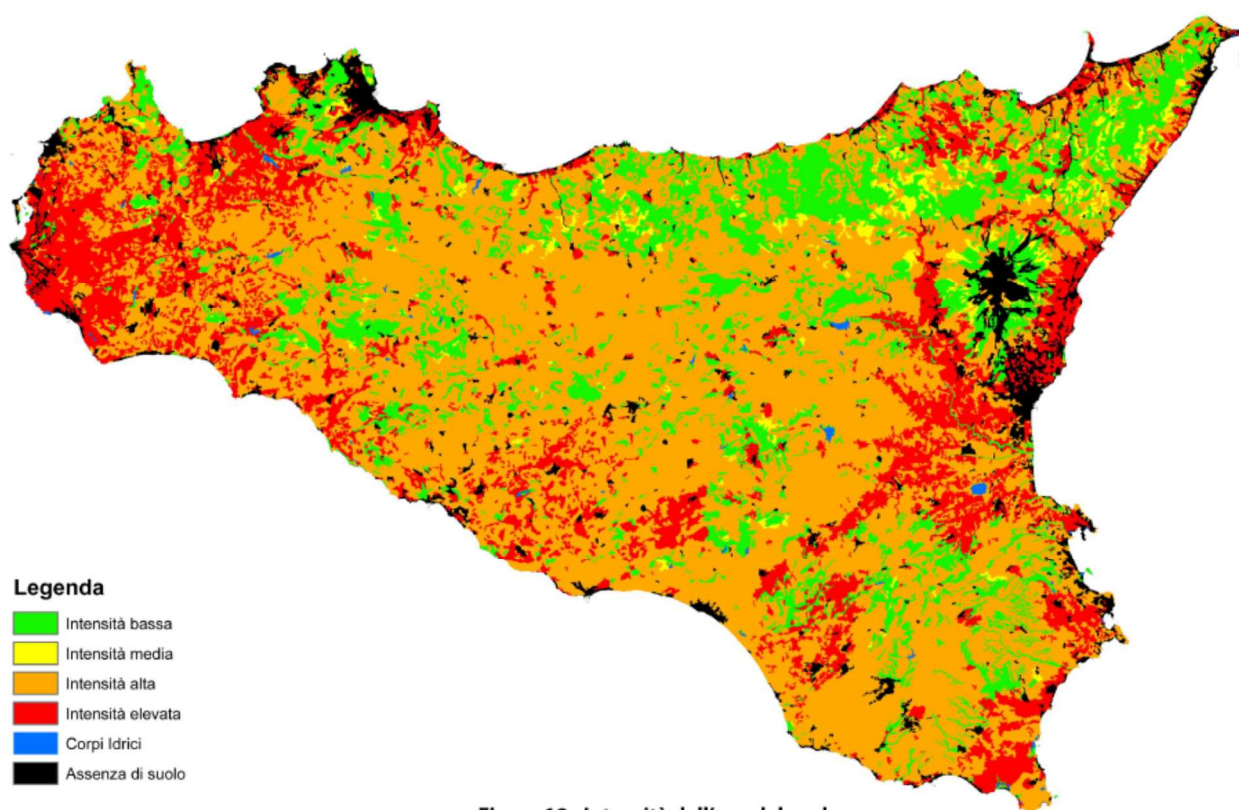 Legenda
Intensità bassa
Intensità media
Intensità alta
Intensità elevata
Corpi Idrici
Assenza di suolo